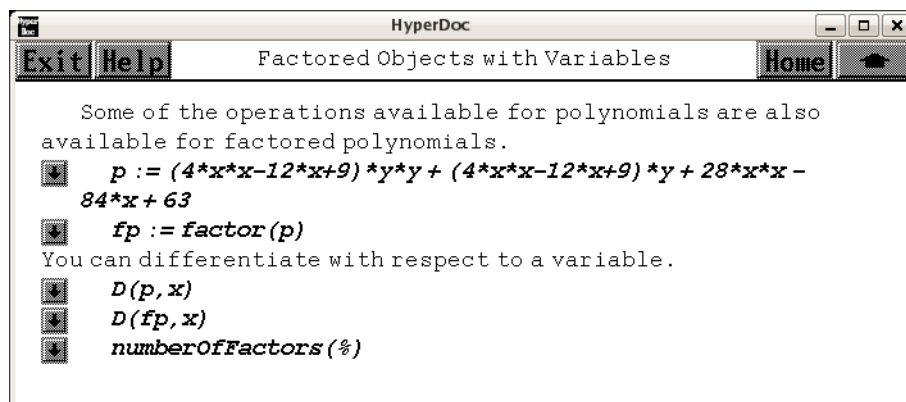 Hyper Doc
HyperDoc
Exit Help Factored Objects with Variables Home
Some of the operations available for polynomials are also
available for factored polynomials.
p := (4*x*x-12*x+9)*y*y + (4*x*x-12*x+9)*y + 28*x*x -
84*x + 63
fp := factor(p)
You can differentiate with respect to a variable.
D(p,x)
D(fp,x)
numberOfFactors(%)